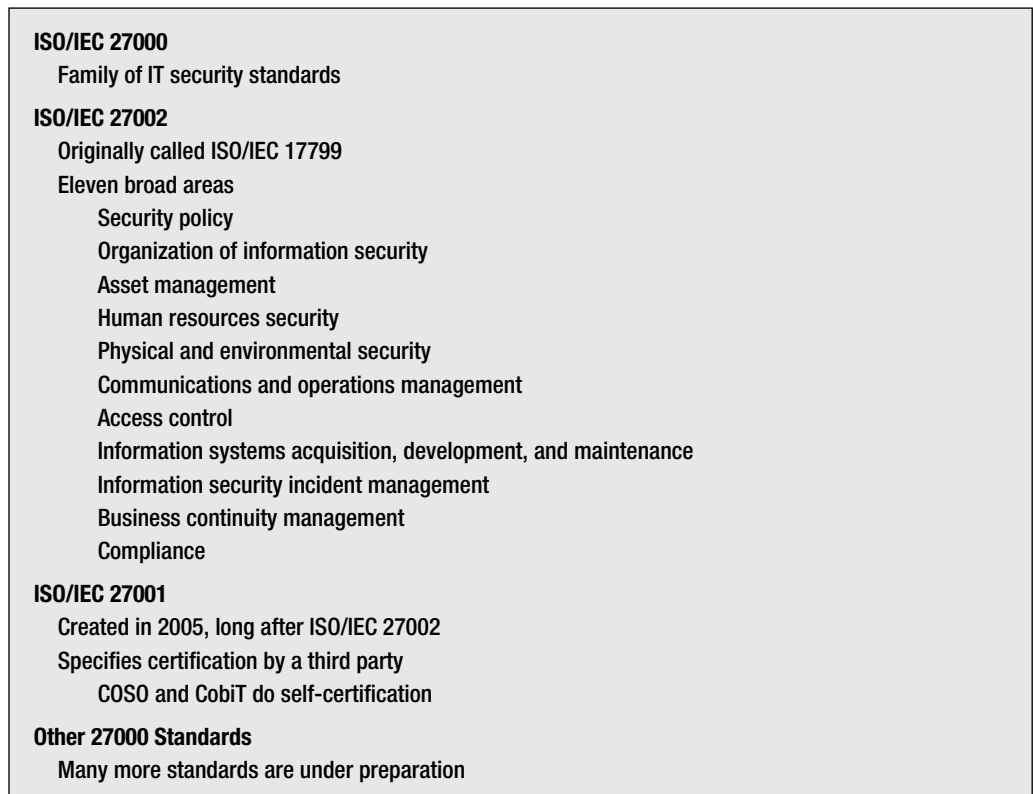 ISO/IEC 27000
Family of IT security standards
ISO/IEC 27002
Originally called ISO/IEC 17799
Eleven broad areas
Security policy
Organization of information security
Asset management
Human resources security
Physical and environmental security
Communications and operations management
Access control
Information systems acquisition, development, and maintenance
Information security incident management
Business continuity management
Compliance
ISO/IEC 27001
Created in 2005, long after ISO/IEC 27002
Specifies certification by a third party
COSO and CobiT do self-certification
Other 27000 Standards
Many more standards are under preparation